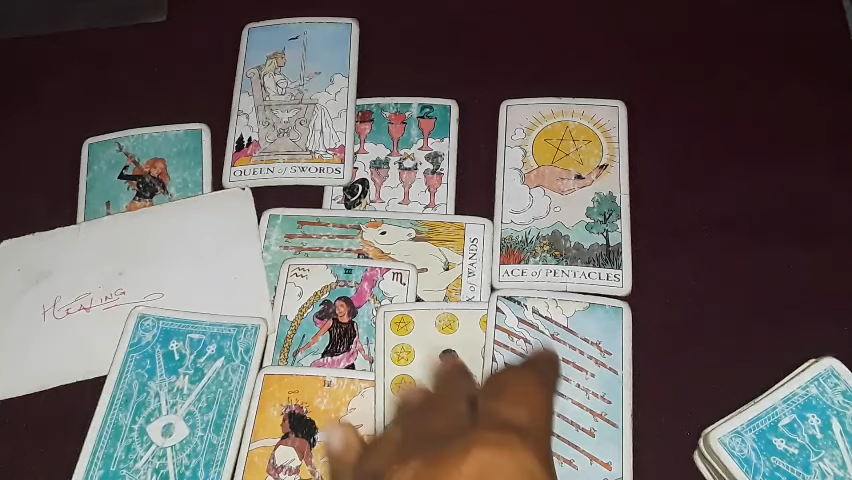 QUEEN of SWORDS
ACE of PENTACLES
X of WANDS
HEALING